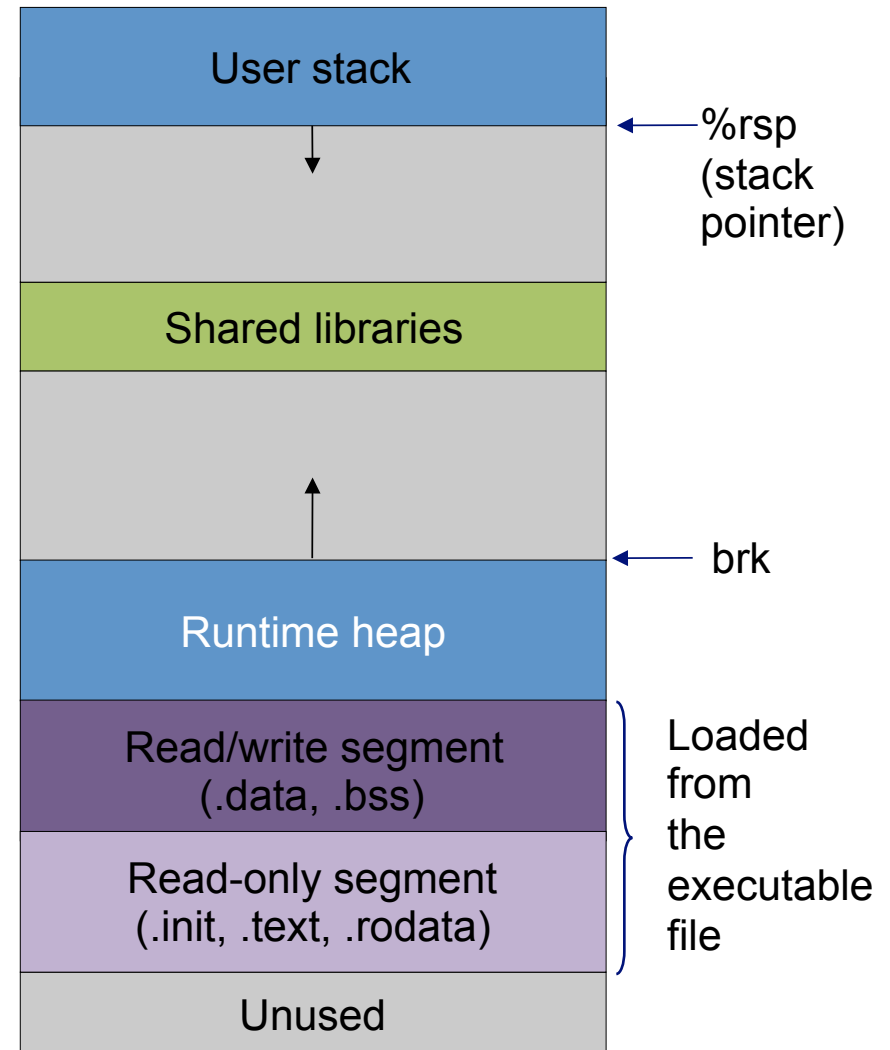 User stack
%rsp
(stack
pointer)
Shared libraries
brk
Runtime heap
Read/write segment
(.data, .bss)
Read-only segment
(.init, .text, .rodata)
Loaded
from
the
executable
file
Unused